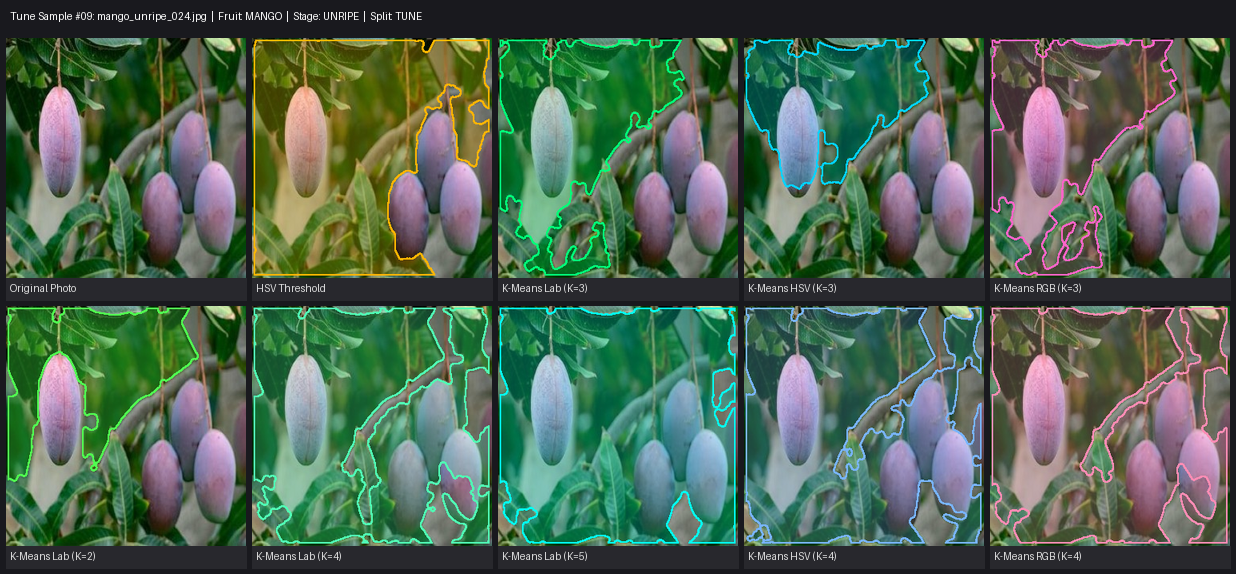 Tune Sample #09: mango_unripe_024.jpg | Fruit: MANGO | Stage: UNRIPE | Split: TUNE
Original Photo
HSV Threshold
K-Means Lab (K=3)
K-Means HSV (K=3)
K-Means RGB (K=3)
K-Means Lab (K=2)
K-Means Lab (K=4)
K-Means Lab (K=5)
K-Means HSV (K=4)
K-Means RGB (K=4)